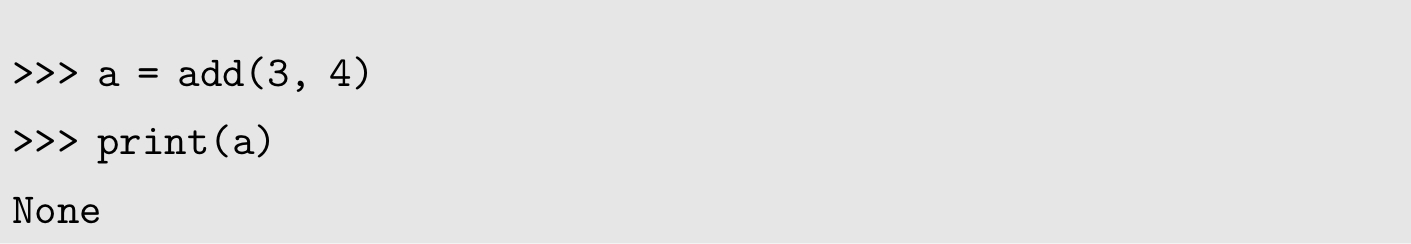 >>> a = add(3, 4)
>>> print(a)
None